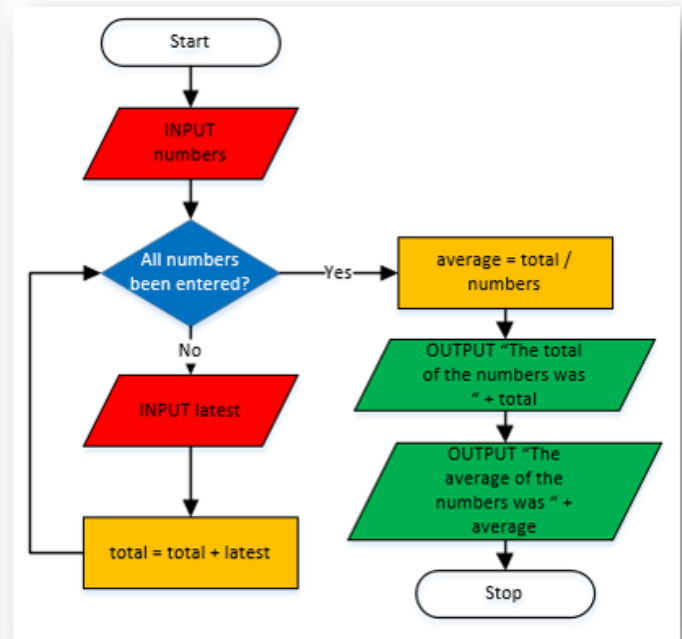 Start
INPUT
numbers
All numbers
been entered?
No
INPUT latest
total = total + latest
Yes
average = total /
numbers
OUTPUT “The total
of the numbers was
“ + total
OUTPUT “The
average of the
numbers was “ +
average
Stop